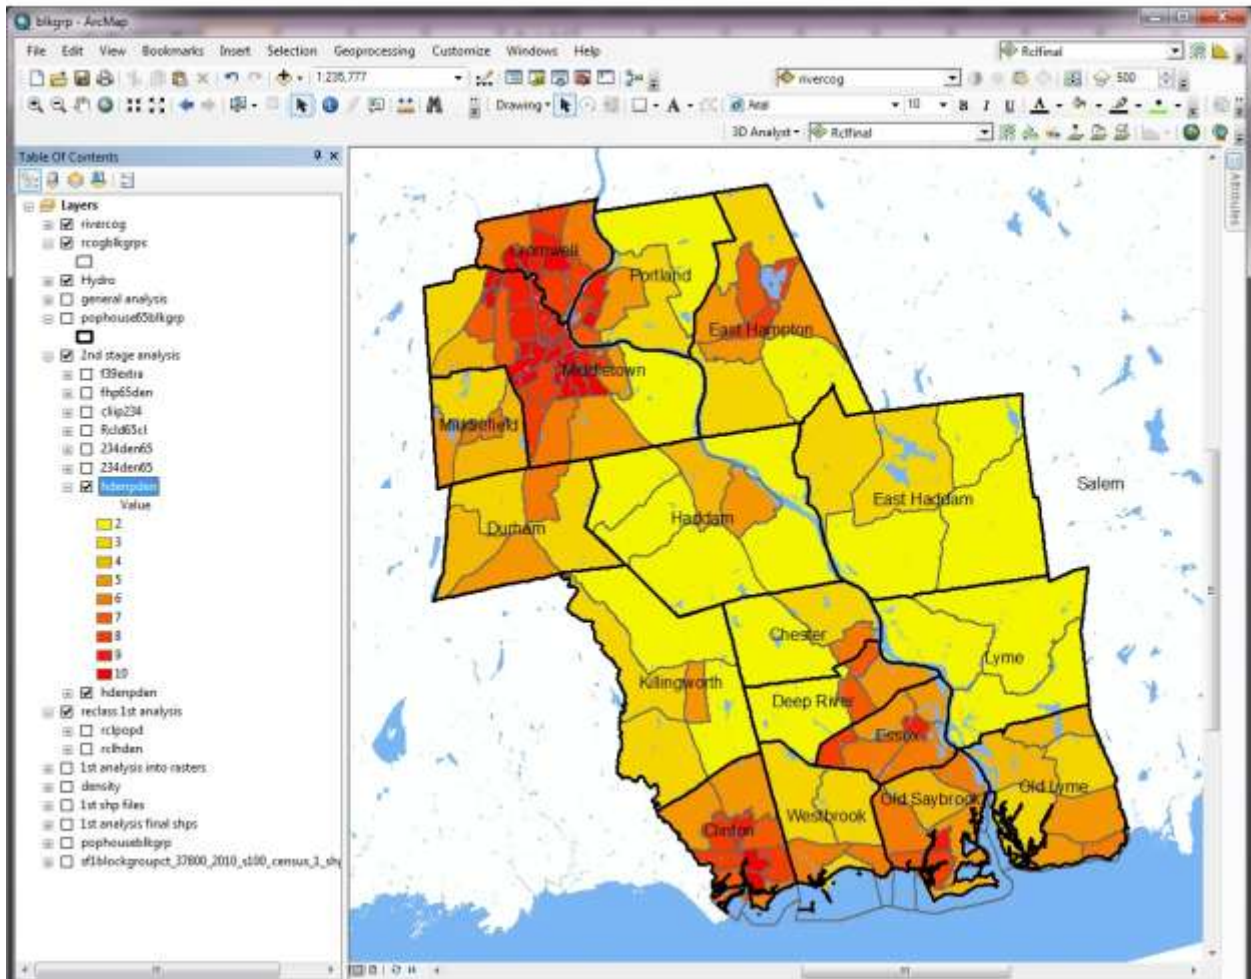 blkgrp - ArcMap
File Edit View Bookmarks Insert Selection Geoprocessing Customize Windows Help
Rclfinal
1:235,777
rivercog
500
Drawing
A
Arial
10
B I U A
3D Analyst
Rclfinal
Table Of Contents
Attributes
Layers
rivercog
rcogblkgrps
Hydro
general analysis
pophouse65blkgrp
2nd stage analysis
f39extra
fhp65den
Rcld65cl
234den65
234den65
hdenpden
Value
2
3
4
5
6
7
8
9
10
hdenpden
reclass 1st analysis
rclpopd
rclhden
1st analysis into rasters
density
1st shp files
1st analysis final shps
pophouseblkgrp
sf1blockgroupct_37800_2010_s100_census_1_shp
Cromwell
Portland
East Hampton
Middletown
Middlefield
Salem
East Haddam
Haddam
Durham
Chester
Lyme
Killingworth
Deep River
Essex
Old Saybrook
Old Lyme
Westbrook
Clinton